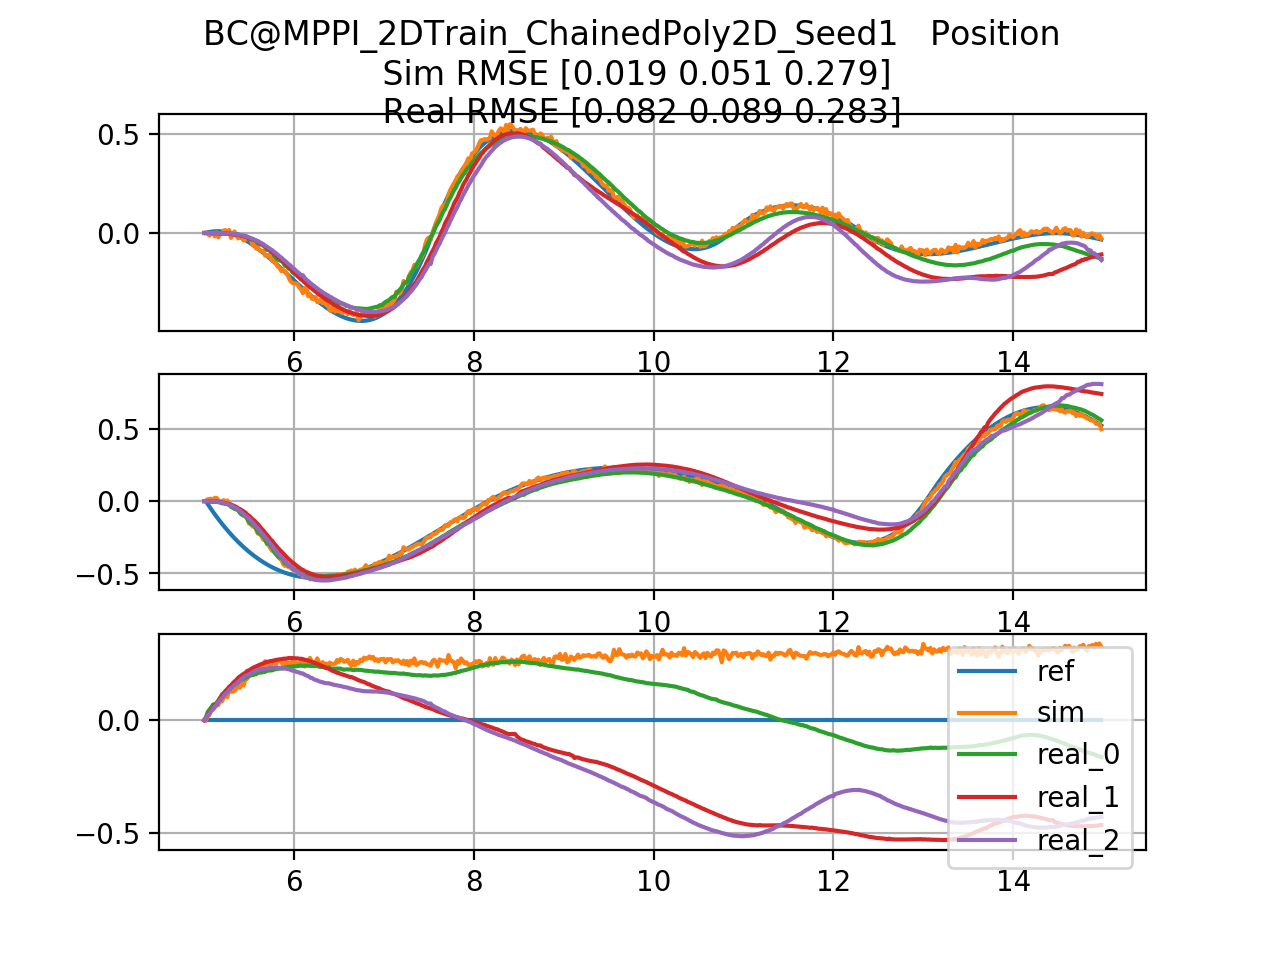 BC@MPPI_2DTrain_ChainedPoly2D_Seed1   Position
Sim RMSE [0.019 0.051 0.279]
Real RMSE [0.082 0.089 0.283]
0.5
0.0
6 8 10 12 14
0.5
0.0
−0.5
6 8 10 12 14
0.0
−0.5
6 8 10 12 14
ref
sim
real_0
real_1
real_2